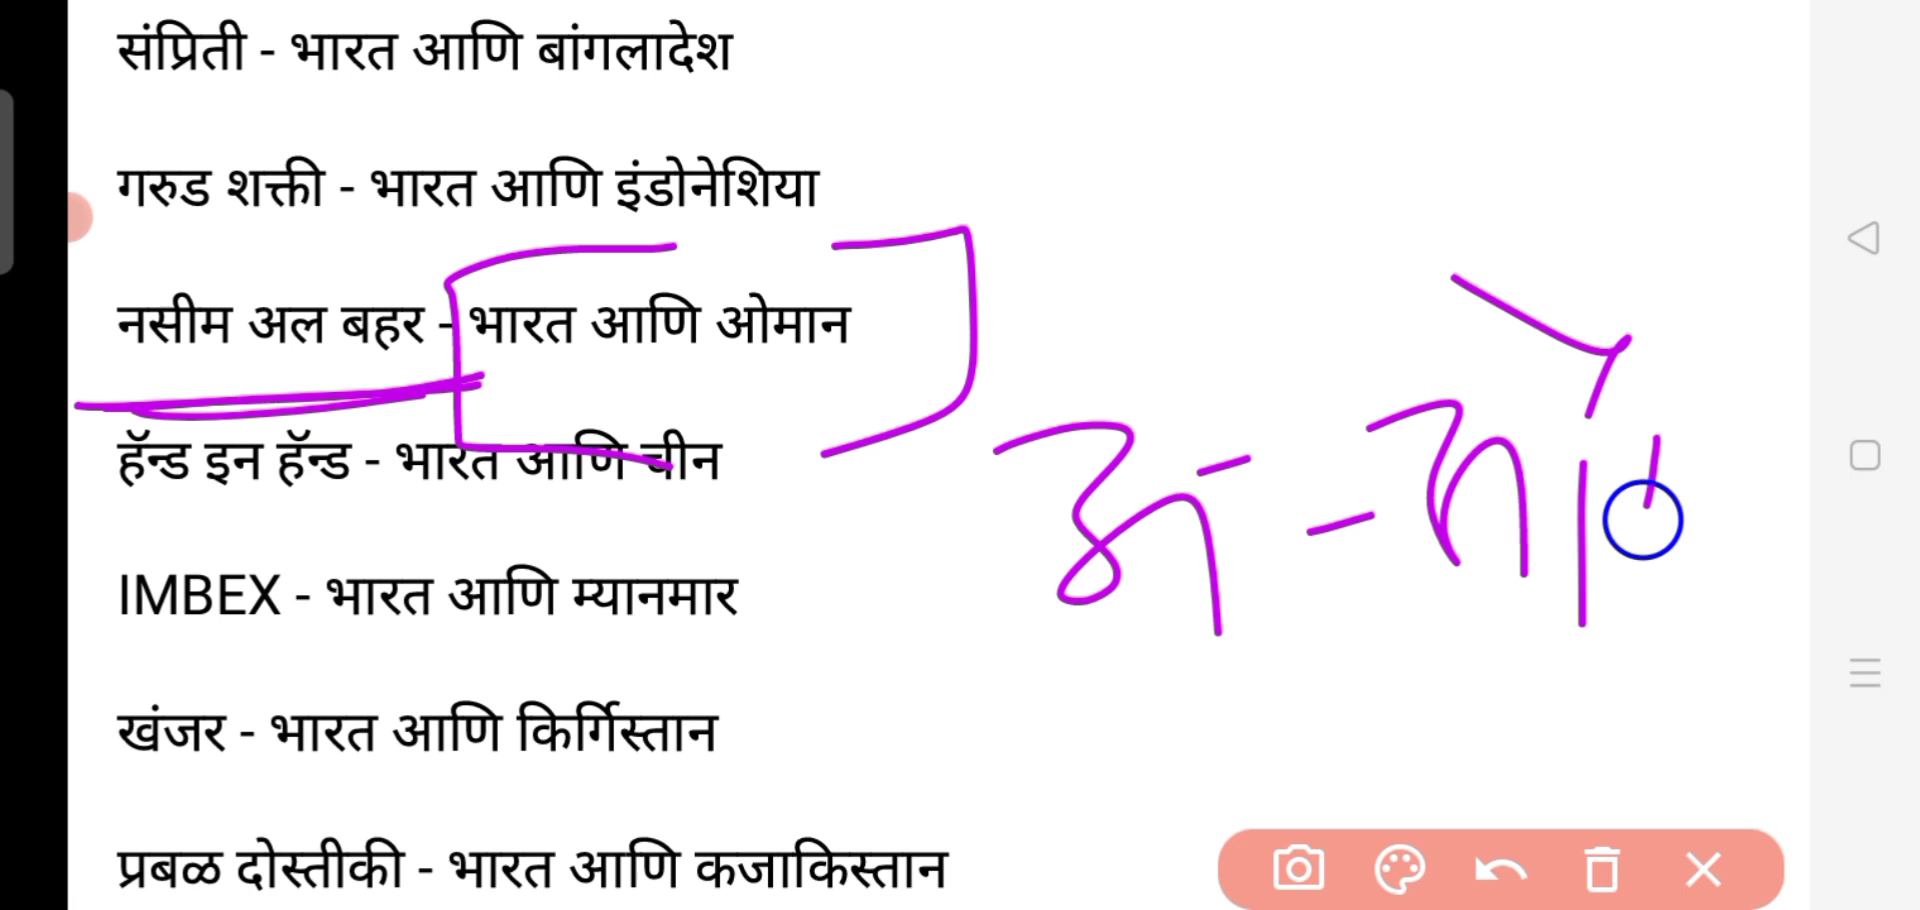 संप्रिती - भारत आणि बांगलादेश
गरुड शक्ती - भारत आणि इंडोनेशिया
नसीम अल बहर - भारत आणि ओमान
हॅन्ड इन हॅन्ड - भारत आणि चीन
IMBEX - भारत आणि म्यानमार
खंजर - भारत आणि किर्गिस्तान
प्रबळ दोस्तीकी - भारत आणि कजाकिस्तान